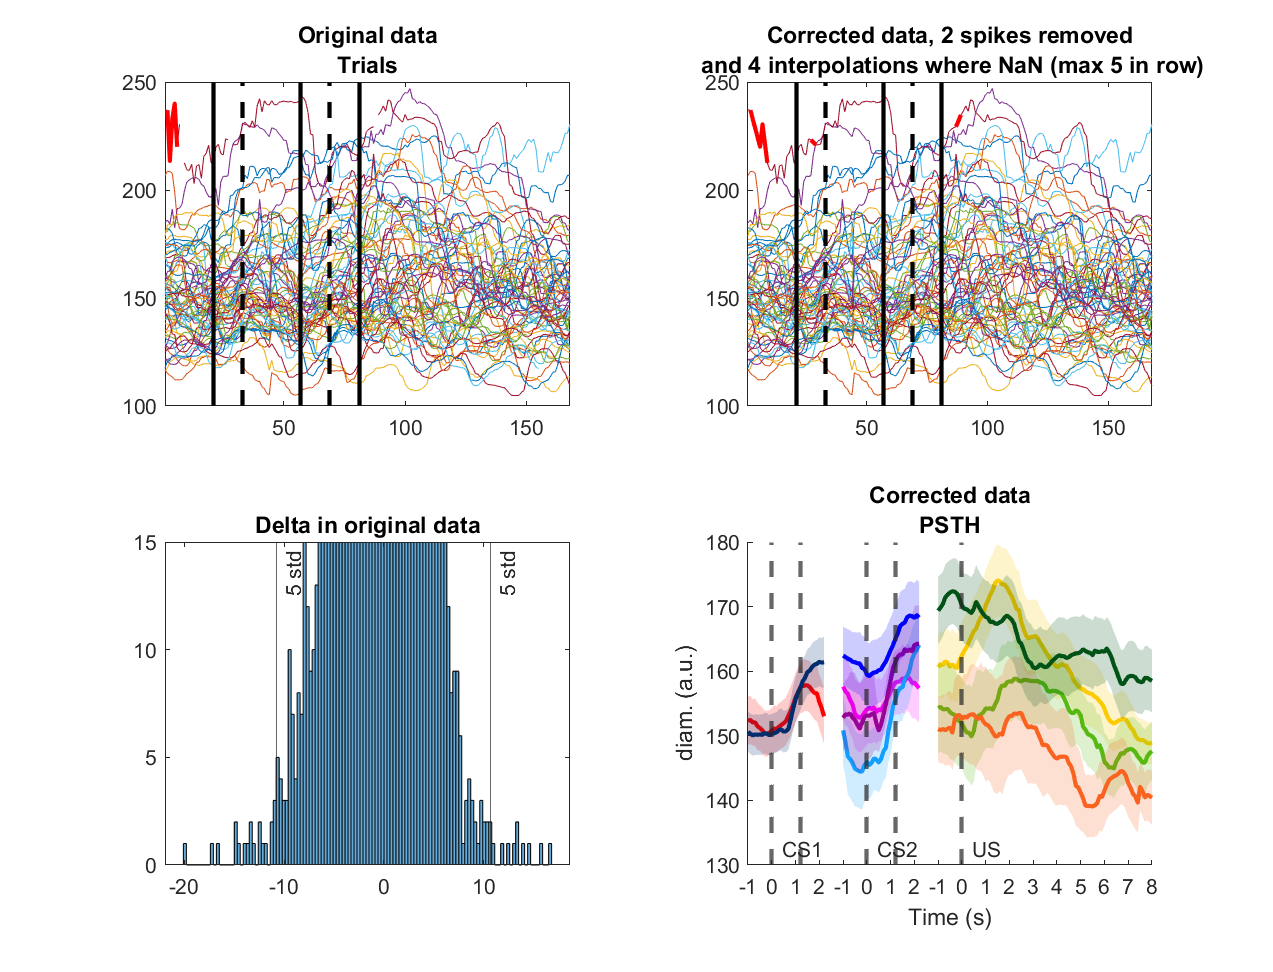 Original data
Trials
250
200
150
100
50
100
150
Corrected data, 2 spikes removed
and 4 interpolations where NaN (max 5 in row)
250
200
150
100
50
100
150
Delta in original data
15
10
5
0
5 std
5 std
-20
-10
0
10
Corrected data
PSTH
180
170
160
150
140
130
diam. (a.u.)
CS1
CS2
US
-1 0 1 2 -1 0 1 2 -1 0 1 2 3 4 5 6 7 8
Time (s)